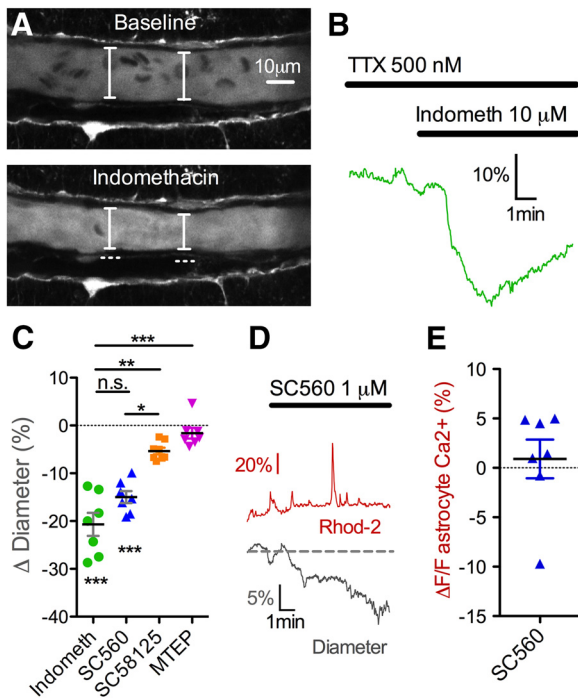 A
Baseline
10μm
Indomethacin
B
TTX 500 nM
Indometh 10 μM
10%
1min
C
***
**
n.s.
*
10
0
-10
-20
-30
-40
Δ Diameter (%)
***
***
Indometh
SC560
SC58125
MTEP
D
SC560 1 μM
20%
Rhod-2
5%
1min
Diameter
E
10
5
0
-5
-10
-15
ΔF/F astrocyte Ca2+ (%)
SC560